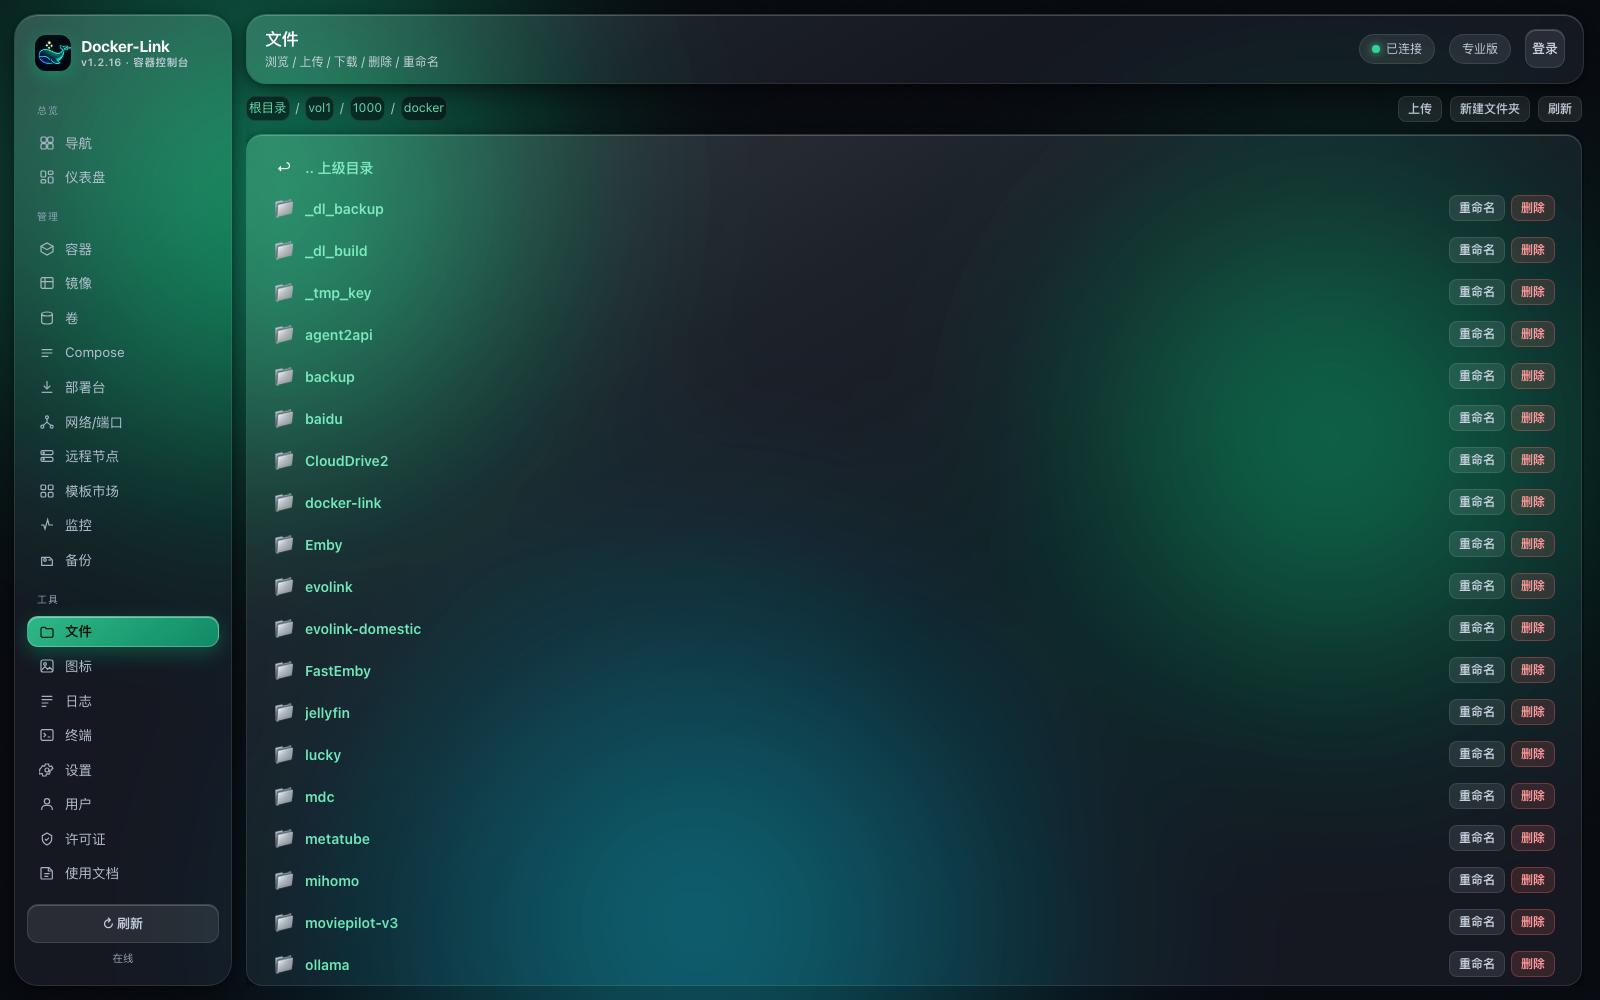 Docker-Link
v1.2.16 · 容器控制台
总览
导航
仪表盘
管理
容器
镜像
卷
Compose
部署台
网络/端口
远程节点
模板市场
监控
备份
工具
文件
图标
日志
终端
设置
用户
许可证
使用文档
↻ 刷新
在线
文件
浏览 / 上传 / 下载 / 删除 / 重命名
已连接
专业版
登录
根目录 / vol1 / 1000 / docker
上传 新建文件夹 刷新
↩ .. 上级目录
_dl_backup 重命名 删除
_dl_build 重命名 删除
_tmp_key 重命名 删除
agent2api 重命名 删除
backup 重命名 删除
baidu 重命名 删除
CloudDrive2 重命名 删除
docker-link 重命名 删除
Emby 重命名 删除
evolink 重命名 删除
evolink-domestic 重命名 删除
FastEmby 重命名 删除
jellyfin 重命名 删除
lucky 重命名 删除
mdc 重命名 删除
metatube 重命名 删除
mihomo 重命名 删除
moviepilot-v3 重命名 删除
ollama 重命名 删除